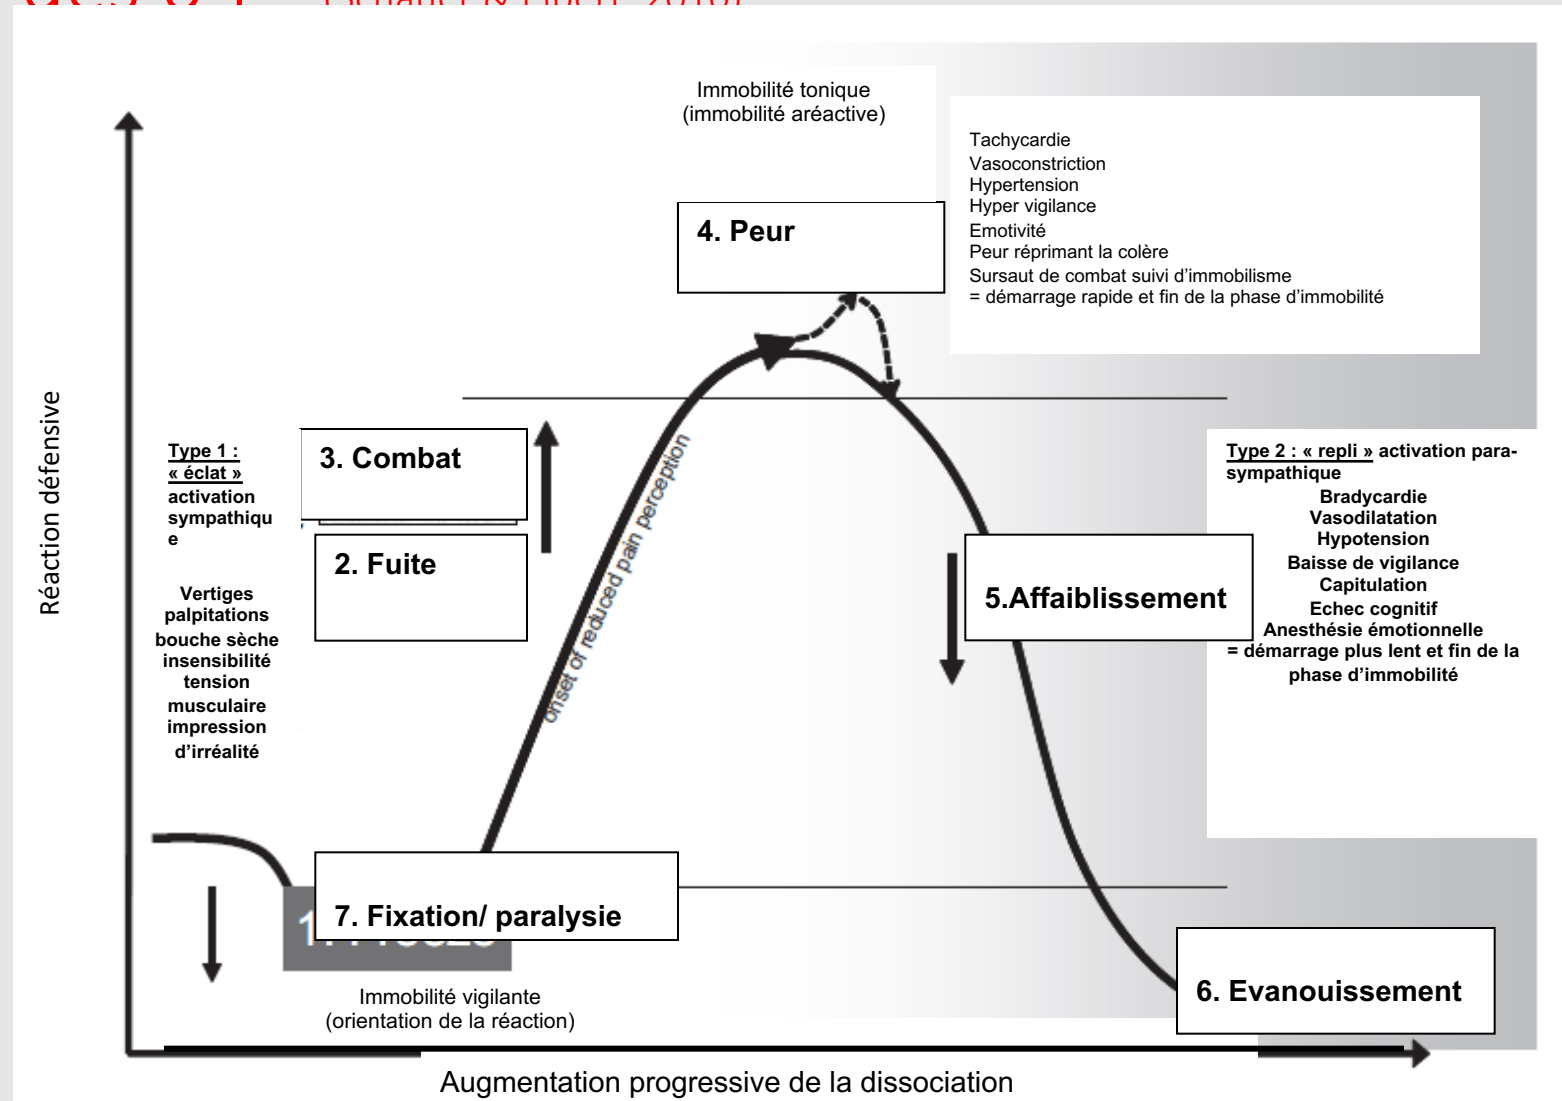 (Schauer & Elbert 2010)
Immobilité tonique
(immobilité aréactive)
Tachycardie
Vasoconstriction
Hypertension
Hyper vigilance
Emotivité
Peur réprimant la colère
Sursaut de combat suivi d’immobilisme
= démarrage rapide et fin de la phase d’immobilité
4. Peur
Réaction défensive
Type 1 :
« éclat »
activation
sympathiqu
e
Vertiges
palpitations
bouche sèche
insensibilité
tension
musculaire
impression
d’irréalité
3. Combat
2. Fuite
onset of reduced pain perception
Type 2 : « repli » activation para-
sympathique
Bradycardie
Vasodilatation
Hypotension
Baisse de vigilance
Capitulation
Echec cognitif
Anesthésie émotionnelle
= démarrage plus lent et fin de la
phase d’immobilité
5.Affaiblissement
7. Fixation/ paralysie
Immobilité vigilante
(orientation de la réaction)
6. Evanouissement
Augmentation progressive de la dissociation